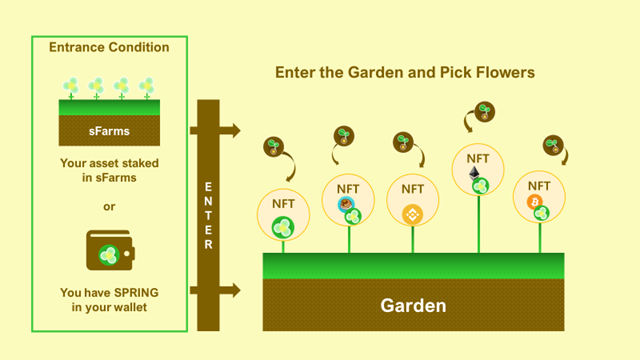 Entrance Condition
sFarms
Your asset staked
in sFarms
or
You have SPRING
in your wallet
ENTER
Enter the Garden and Pick Flowers
NFT
NFT
NFT
NFT
NFT
Garden